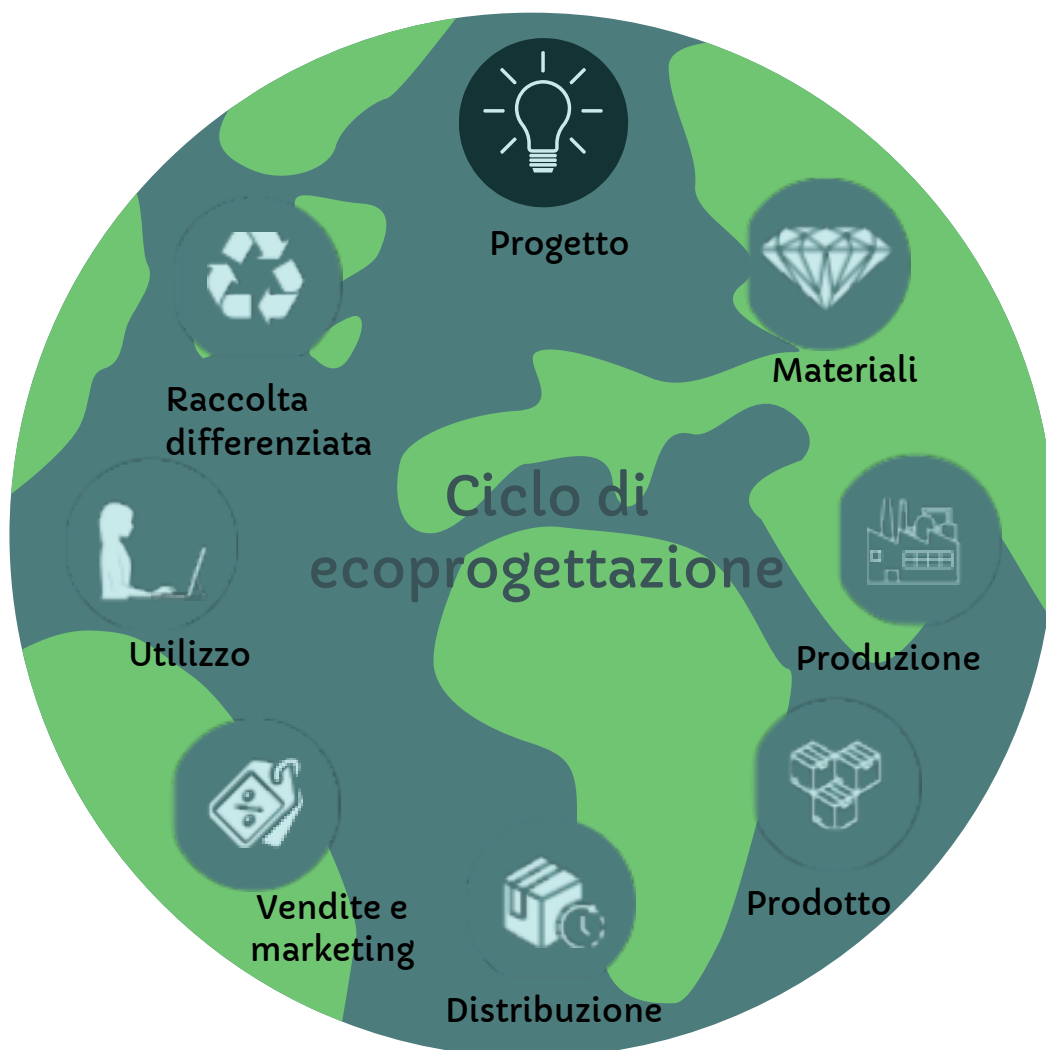 Progetto
Materiali
Raccolta
differenziata
Ciclo di
ecoprogettazione
Utilizzo
Produzione
Prodotto
Vendite e
marketing
Distribuzione